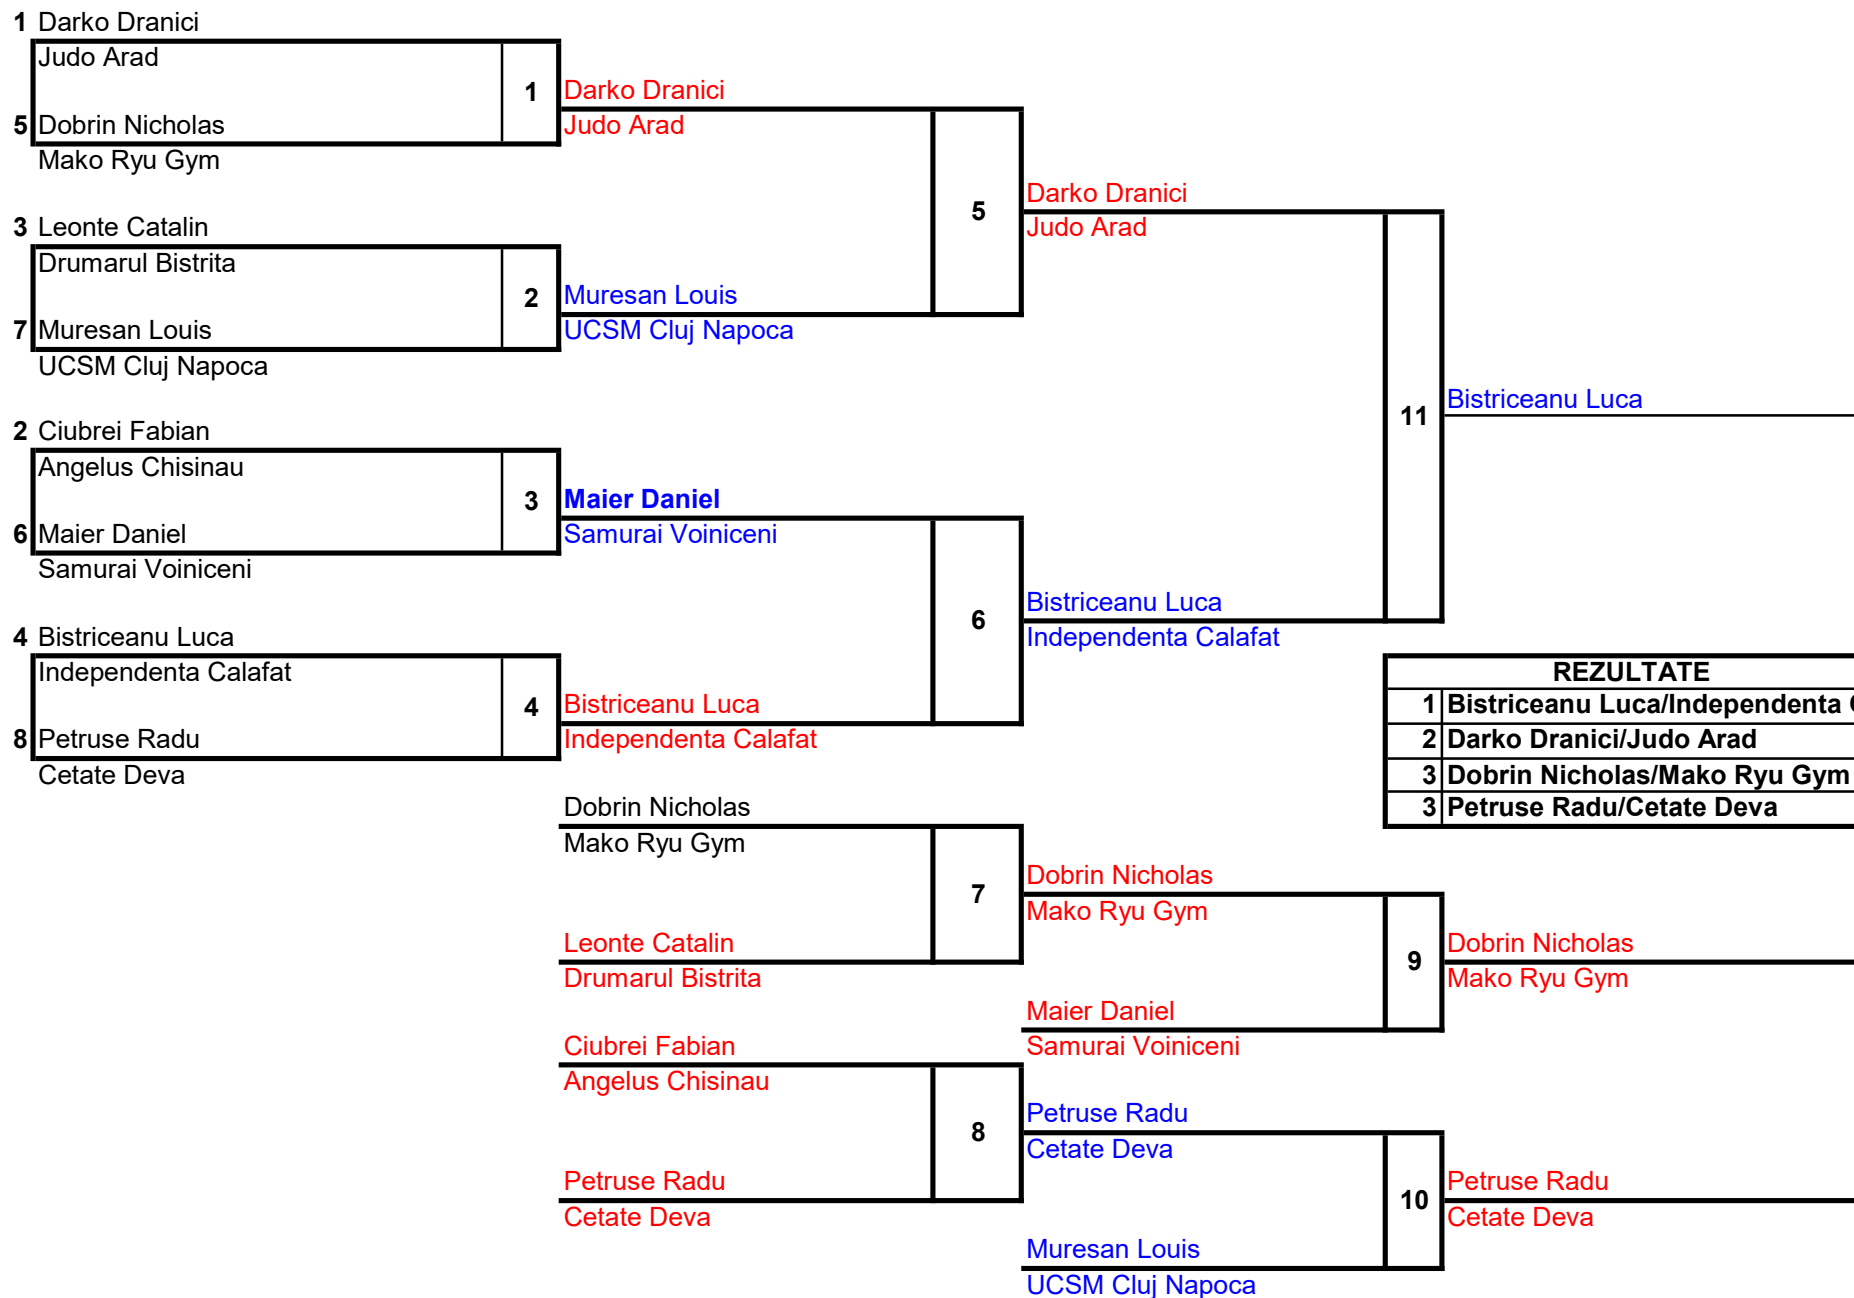 1 Darko Dranici
Judo Arad
1
5 Dobrin Nicholas
Mako Ryu Gym
3 Leonte Catalin
Drumarul Bistrita
2
7 Muresan Louis
UCSM Cluj Napoca
2 Ciubrei Fabian
Angelus Chisinau
3
6 Maier Daniel
Samurai Voiniceni
4 Bistriceanu Luca
Independenta Calafat
4
8 Petruse Radu
Cetate Deva
Darko Dranici
Judo Arad
5
Muresan Louis
UCSM Cluj Napoca
Maier Daniel
Samurai Voiniceni
6
Bistriceanu Luca
Independenta Calafat
Dobrin Nicholas
Mako Ryu Gym
7
Leonte Catalin
Drumarul Bistrita
Ciubrei Fabian
Angelus Chisinau
8
Petruse Radu
Cetate Deva
Darko Dranici
Judo Arad
11
Bistriceanu Luca
Independenta Calafat
Dobrin Nicholas
Mako Ryu Gym
9
Maier Daniel
Samurai Voiniceni
Petruse Radu
Cetate Deva
10
Muresan Louis
UCSM Cluj Napoca
Bistriceanu Luca
REZULTATE
1 Bistriceanu Luca/Independenta
2 Darko Dranici/Judo Arad
3 Dobrin Nicholas/Mako Ryu Gym
3 Petruse Radu/Cetate Deva
Dobrin Nicholas
Mako Ryu Gym
Petruse Radu
Cetate Deva